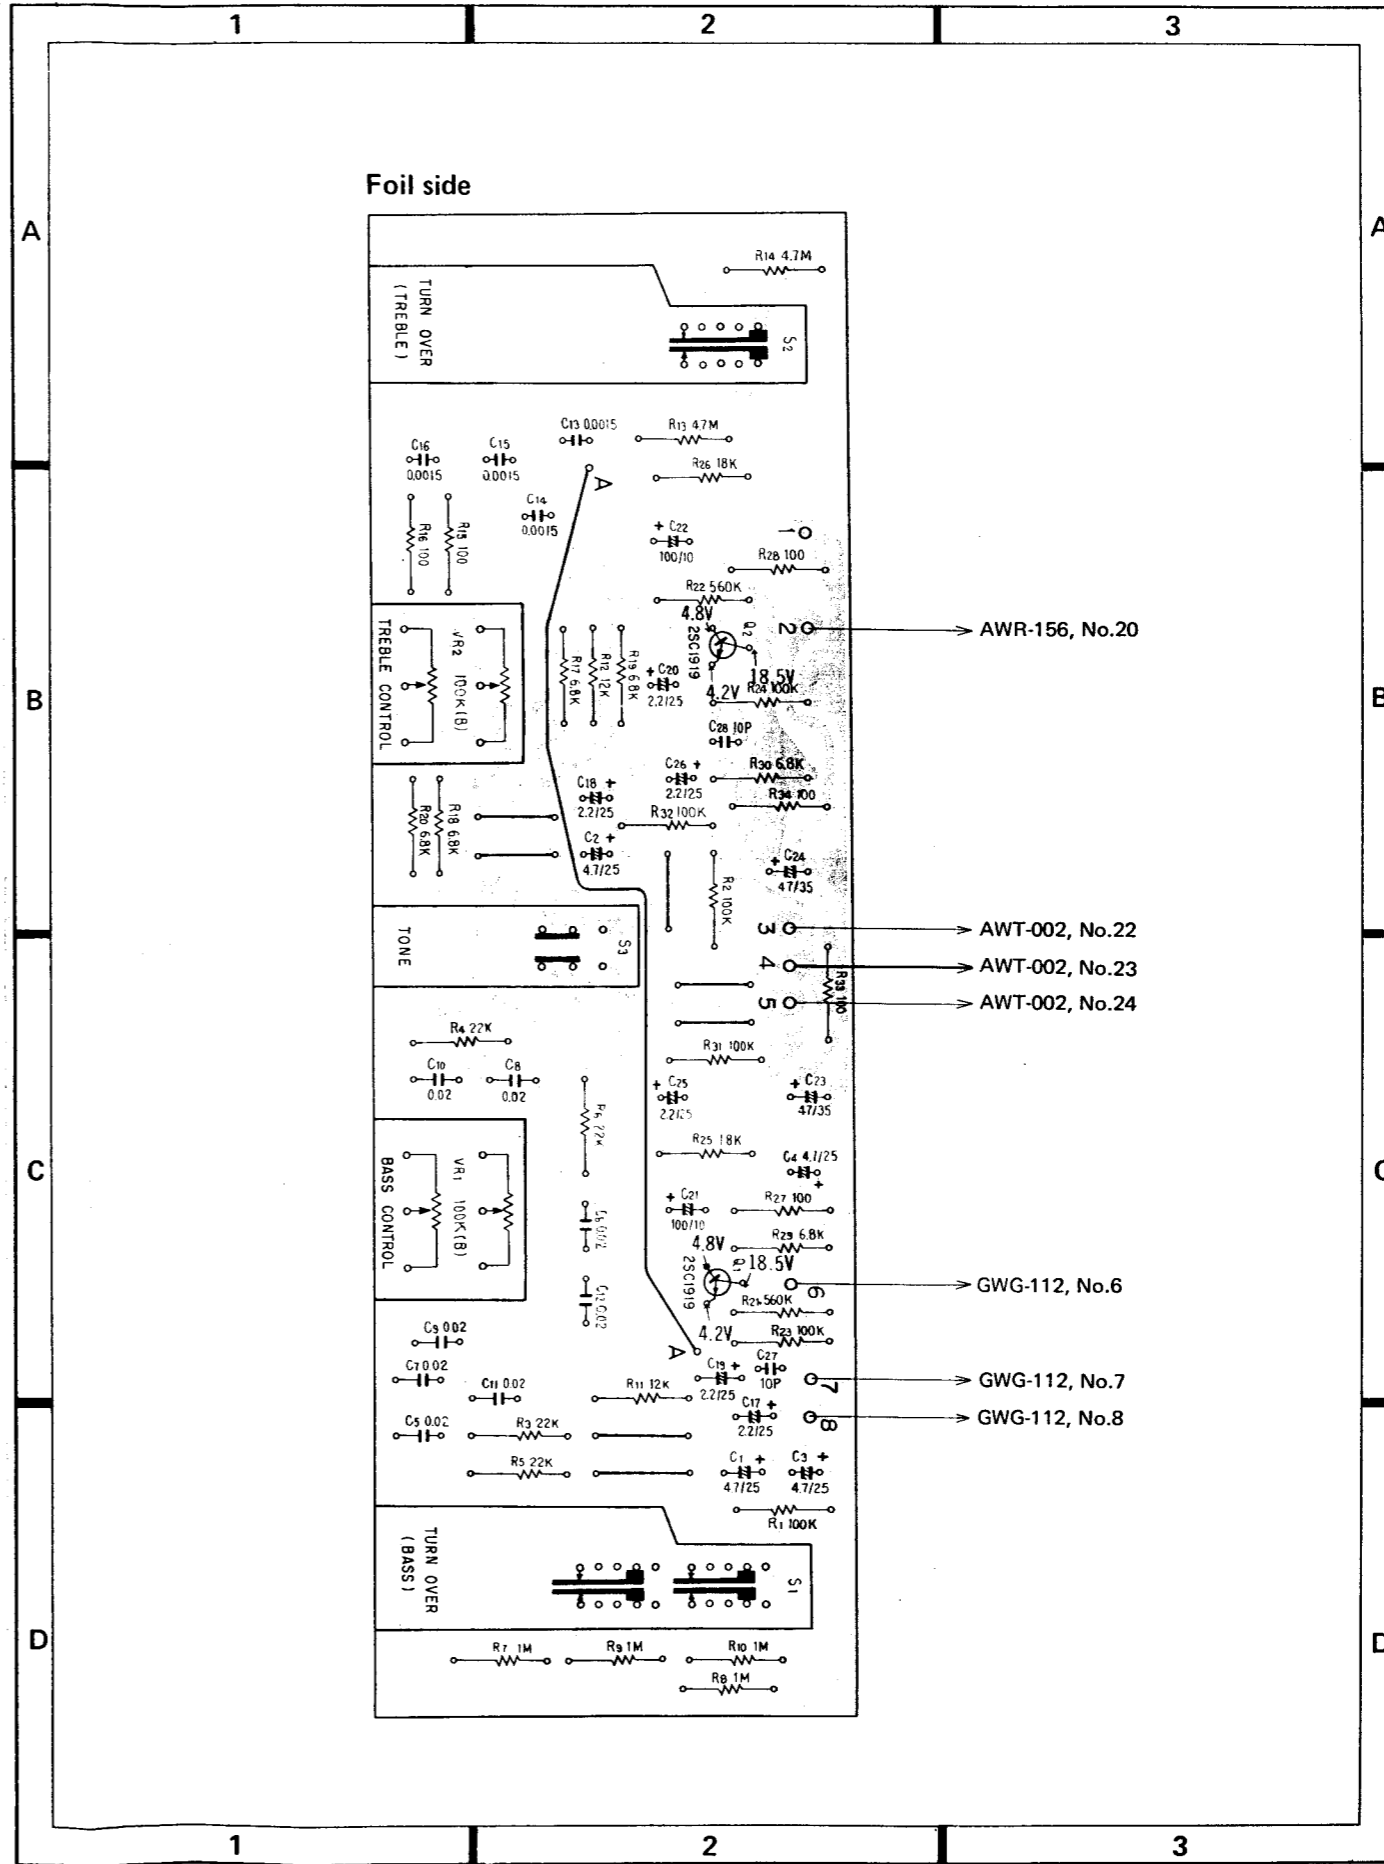 1 2 3
A A
B B
C C
D D
Foil side
R14 4.7M
TURN OVER
(TREBLE)
S2
C13 0.0015
R13 4.7M
C16
0.0015
C15
0.0015
R26 18K
A
C14
0.0015
R16 100
R15 100
+ C22
100/10
1
R28 100
R22 560K
4.8V
Q2
2SC1919
2
AWR-156, No.20
TREBLE CONTROL
VR2 100K(B)
R17 6.8K
R12 12K
R19 6.8K
+ C20
2.2/25
18.5V
4.2V
R24 100K
C28 10P
C26 +
2.2/25
R30 6.8K
C18 +
2.2/25
R34 100
R32 100K
R20 6.8K
R18 6.8K
C2 +
4.7/25
+ C24
47/35
R2 100K
TONE
S3
3
AWT-002, No.22
4
AWT-002, No.23
5
AWT-002, No.24
R33 100
R4 22K
R31 100K
C10
0.02
C8
0.02
+ C25
2.2/25
+ C23
47/35
R6 22K
R25 18K
C4 4.7/25
+
BASS CONTROL
VR1 100K(B)
+ C21
100/10
R27 100
C6 0.02
R29 6.8K
4.8V
Q1
2SC1919
18.5V
6
GWG-112, No.6
C12 0.02
R21 560K
4.2V
R23 100K
C9 0.02
A
C7 0.02
C19 +
2.2/25
C27
10P
7
GWG-112, No.7
C11 0.02
R11 12K
C17 +
2.2/25
8
GWG-112, No.8
C5 0.02
R3 22K
R5 22K
C1 +
4.7/25
C3 +
4.7/25
R1 100K
TURN OVER
(BASS)
S1
R7 1M
R9 1M
R10 1M
R8 1M
1 2 3